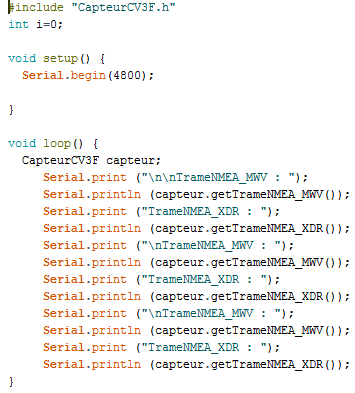 #include "CapteurCV3F.h"
int i=0;
void setup() {
Serial.begin(4800);
}
void loop() {
CapteurCV3F capteur;
Serial.print ("\n\nTrameNMEA_MWV : ");
Serial.println (capteur.getTrameNMEA_MWV());
Serial.print ("TrameNMEA_XDR : ");
Serial.println (capteur.getTrameNMEA_XDR());
Serial.print ("\nTrameNMEA_MWV : ");
Serial.println (capteur.getTrameNMEA_MWV());
Serial.print ("TrameNMEA_XDR : ");
Serial.println (capteur.getTrameNMEA_XDR());
Serial.print ("\nTrameNMEA_MWV : ");
Serial.println (capteur.getTrameNMEA_MWV());
Serial.print ("TrameNMEA_XDR : ");
Serial.println (capteur.getTrameNMEA_XDR());
}